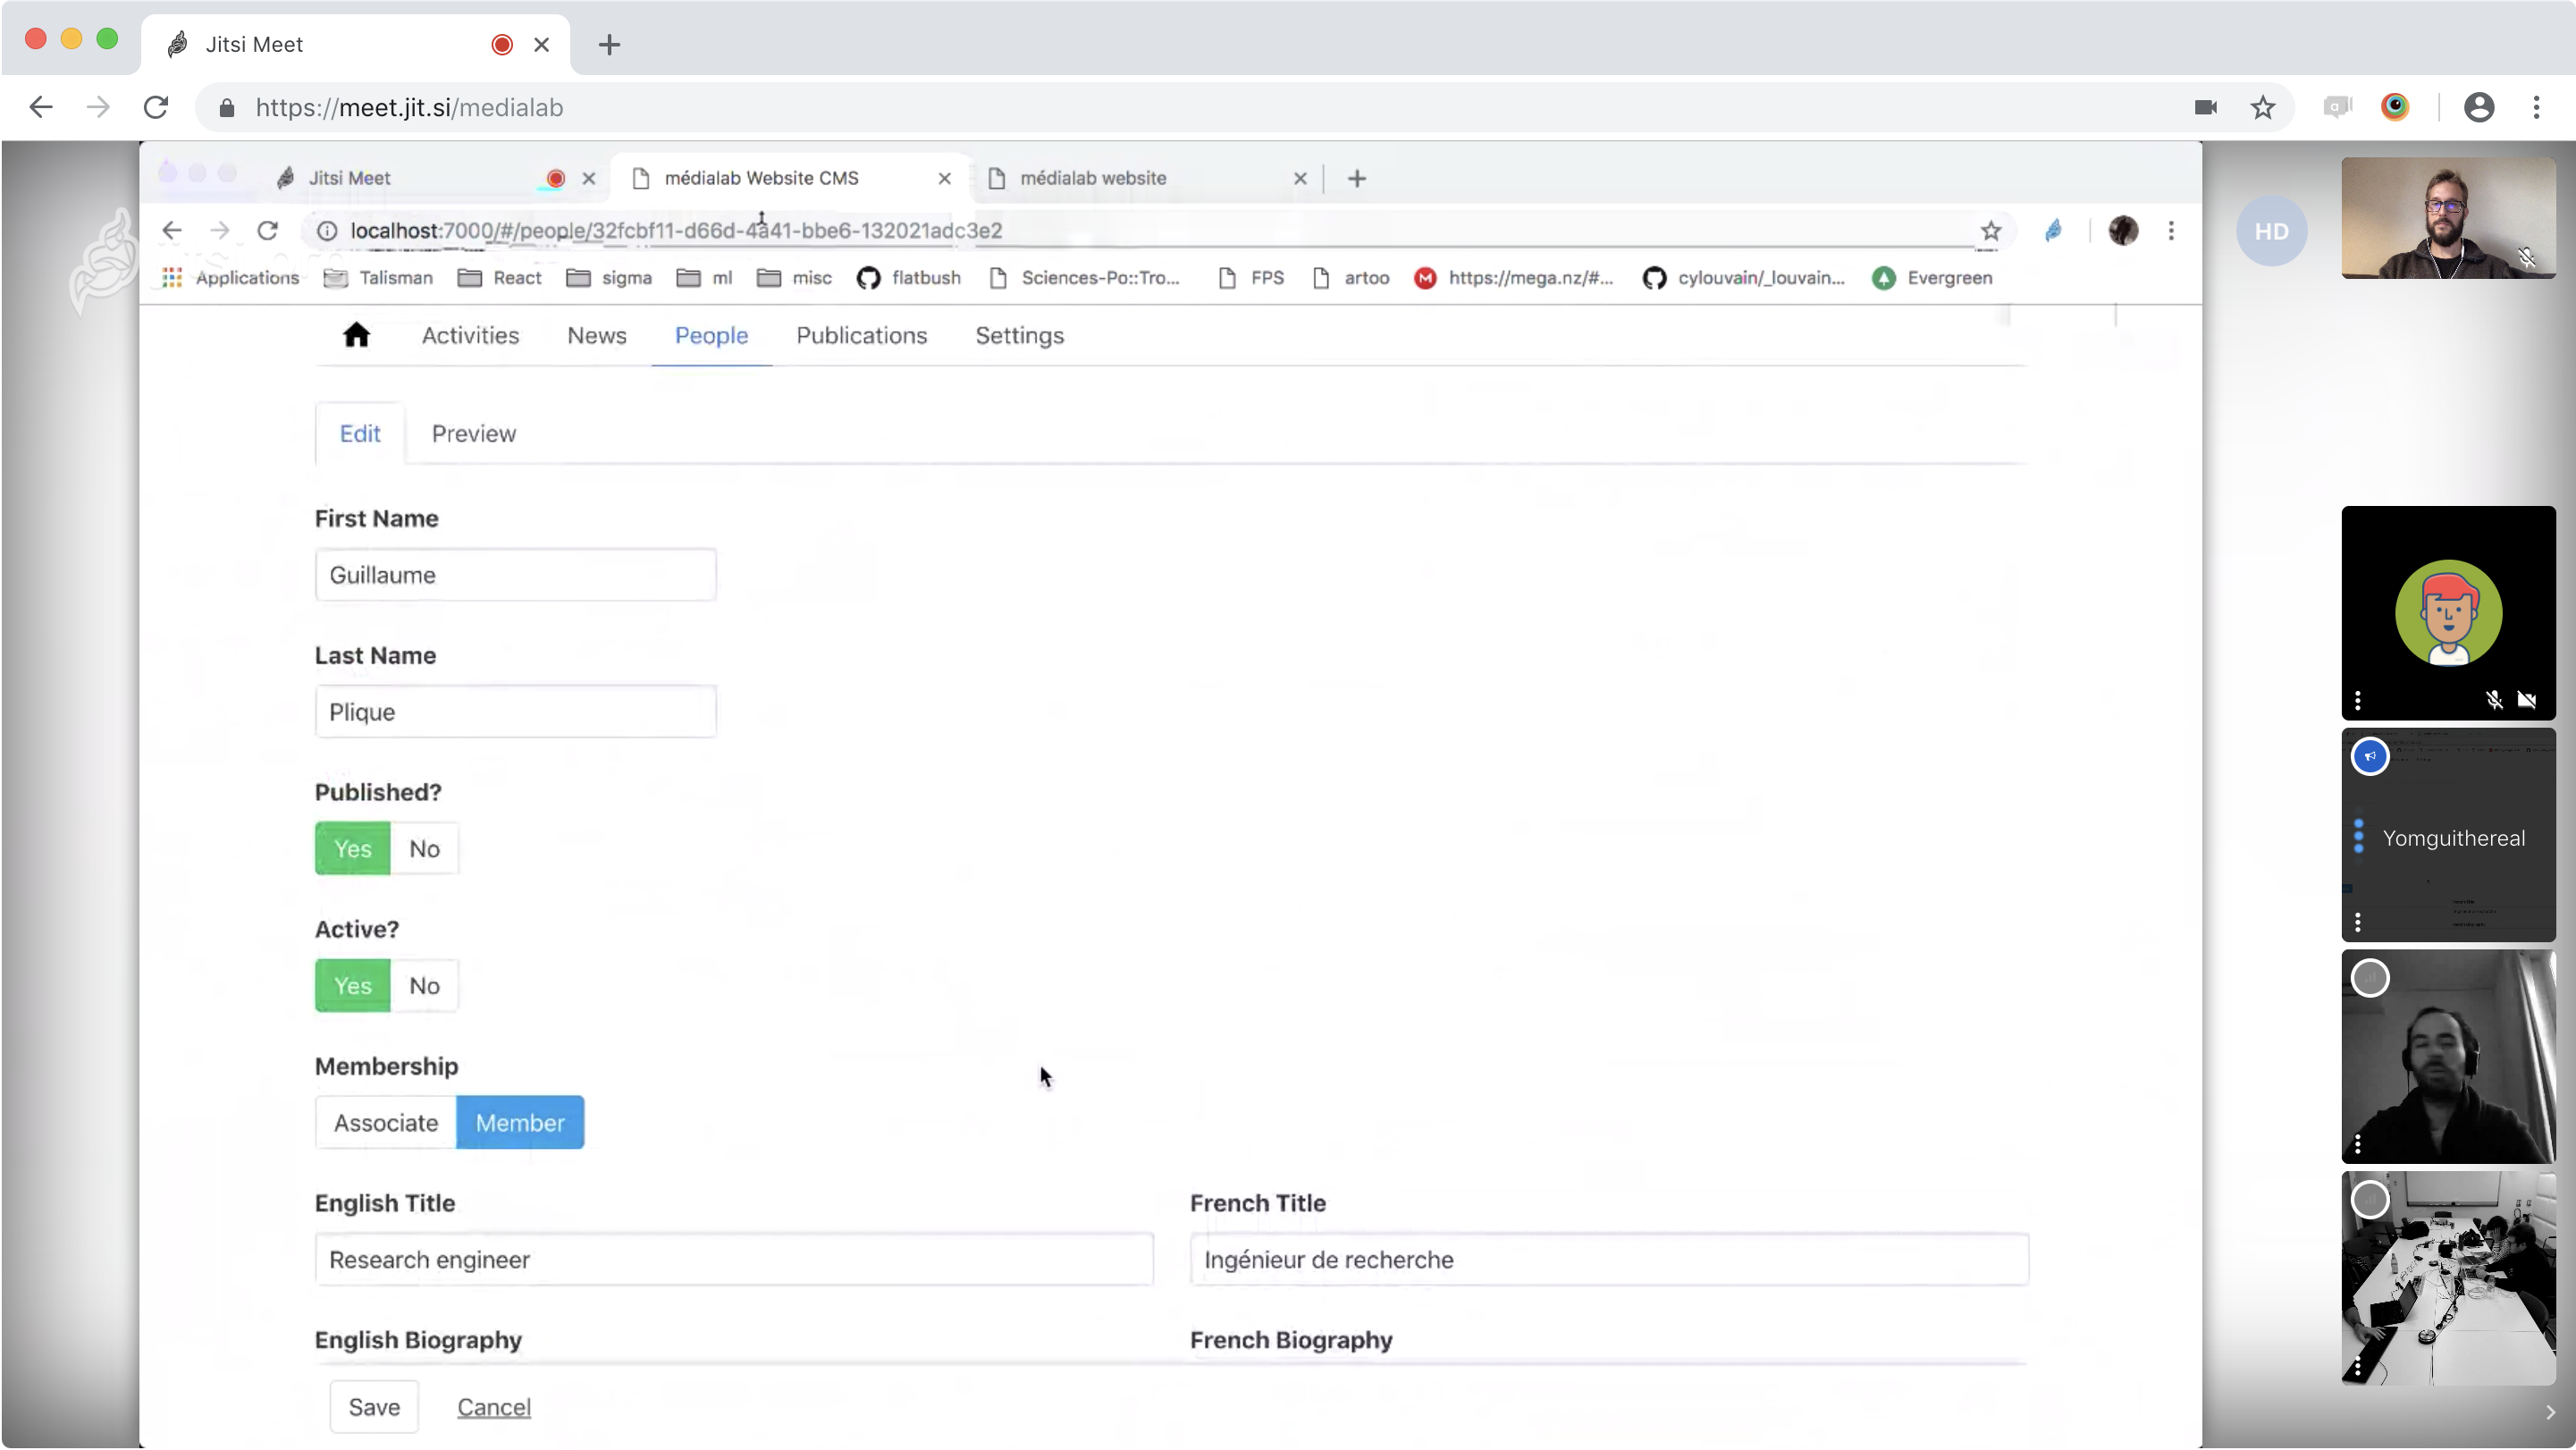 Jitsi Meet
https://meet.jit.si/medialab
Jitsi Meet
médialab Website CMS
médialab website
localhost:7000/#/people/32fcbf11-d66d-4a41-bbe6-132021adc3e2
HD
Applications Talisman React sigma ml misc flatbush Sciences-Po::Tro... FPS artoo https://mega.nz/#... cylouvain/_louvain... Evergreen
Activities News People Publications Settings
Edit Preview
First Name
Guillaume
Last Name
Plique
Published?
Yes No
Yomguithereal
Active?
Yes No
Membership
Associate Member
English Title French Title
Research engineer Ingénieur de recherche
English Biography French Biography
Save Cancel